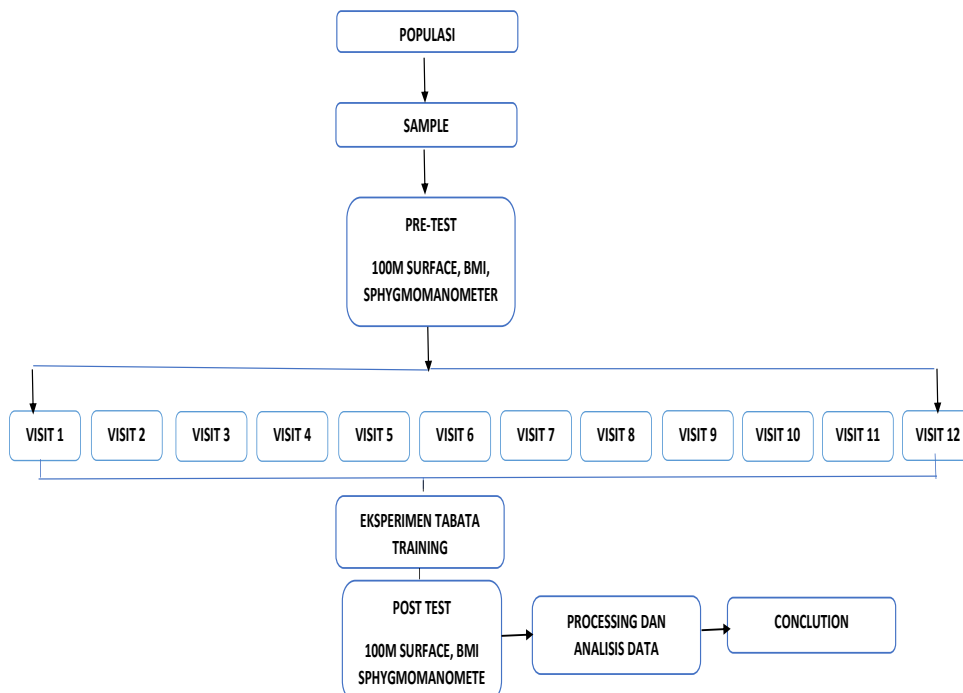 POPULASI
SAMPLE
PRE-TEST
100M SURFACE, BMI,
SPHYGMOMANOMETER
VISIT 1
VISIT 2
VISIT 3
VISIT 4
VISIT 5
VISIT 6
VISIT 7
VISIT 8
VISIT 9
VISIT 10
VISIT 11
VISIT 12
EKSPERIMEN TABATA
TRAINING
POST TEST
100M SURFACE, BMI
SPHYGMOMANOMETE
PROCESSING DAN
ANALISIS DATA
CONCLUTION